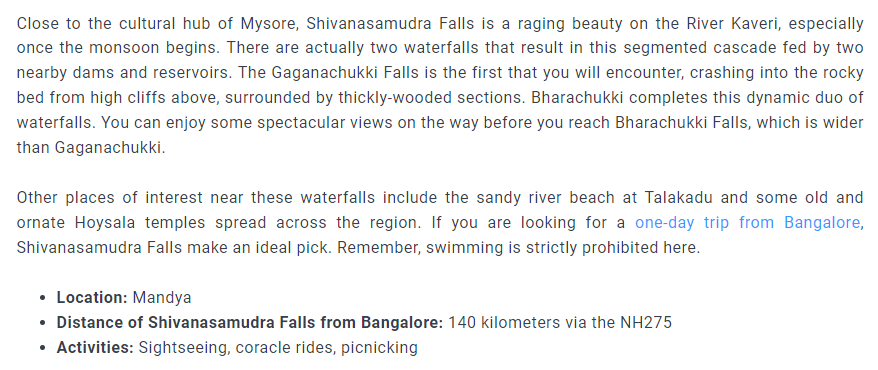 Close to the cultural hub of Mysore, Shivanasamudra Falls is a raging beauty on the River Kaveri, especially
once the monsoon begins. There are actually two waterfalls that result in this segmented cascade fed by two
nearby dams and reservoirs. The Gaganachukki Falls is the first that you will encounter, crashing into the rocky
bed from high cliffs above, surrounded by thickly-wooded sections. Bharachukki completes this dynamic duo of
waterfalls. You can enjoy some spectacular views on the way before you reach Bharachukki Falls, which is wider
than Gaganachukki.
Other places of interest near these waterfalls include the sandy river beach at Talakadu and some old and
ornate Hoysala temples spread across the region. If you are looking for a one-day trip from Bangalore,
Shivanasamudra Falls make an ideal pick. Remember, swimming is strictly prohibited here.
• Location: Mandya
• Distance of Shivanasamudra Falls from Bangalore: 140 kilometers via the NH275
• Activities: Sightseeing, coracle rides, picnicking